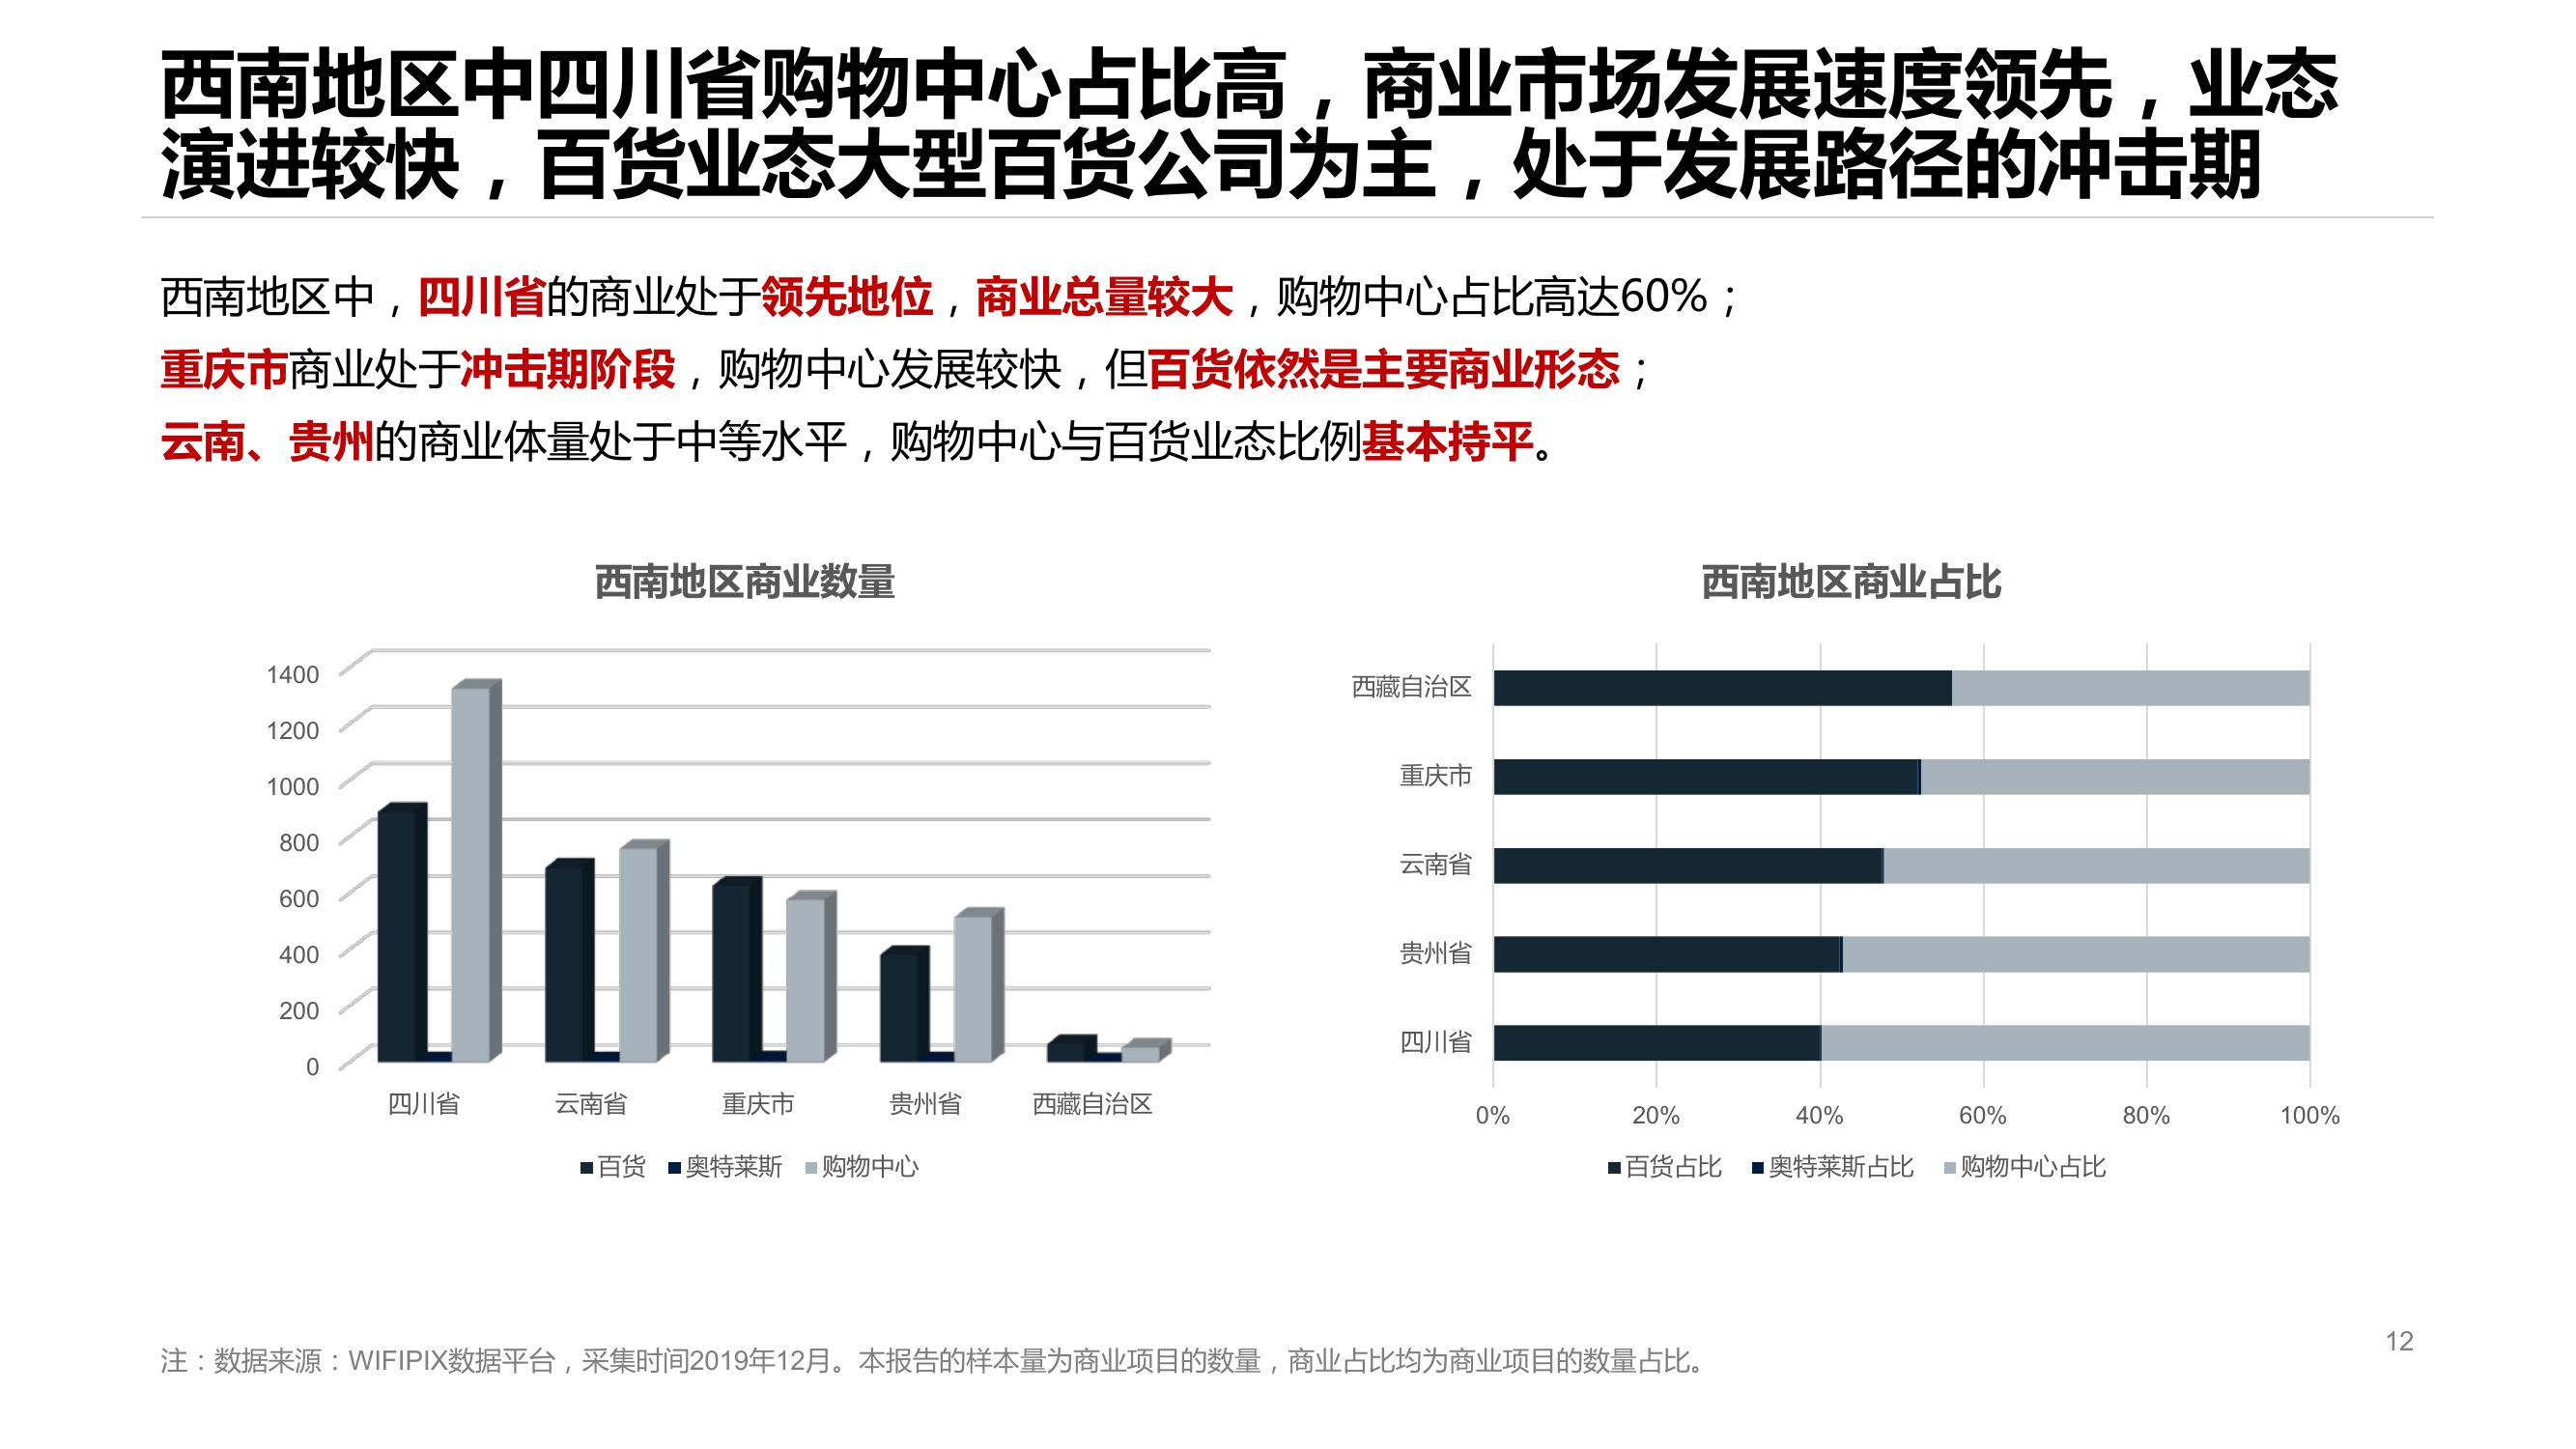 西南地区中四川省购物中心占比高，商业市场发展速度领先，业态
演进较快，百货业态大型百货公司为主，处于发展路径的冲击期
西南地区中，四川省的商业处于领先地位，商业总量较大，购物中心占比高达60%；
重庆市商业处于冲击期阶段，购物中心发展较快，但百货依然是主要商业形态；
云南、贵州的商业体量处于中等水平，购物中心与百货业态比例基本持平。
西南地区商业数量
1400
1200
1000
800
600
400
200
0
四川省 云南省 重庆市 贵州省 西藏自治区
百货 奥特莱斯 购物中心
西南地区商业占比
西藏自治区
重庆市
云南省
贵州省
四川省
0% 20% 40% 60% 80% 100%
百货占比 奥特莱斯占比 购物中心占比
12
注：数据来源：WIFIPIX数据平台，采集时间2019年12月。本报告的样本量为商业项目的数量，商业占比均为商业项目的数量占比。